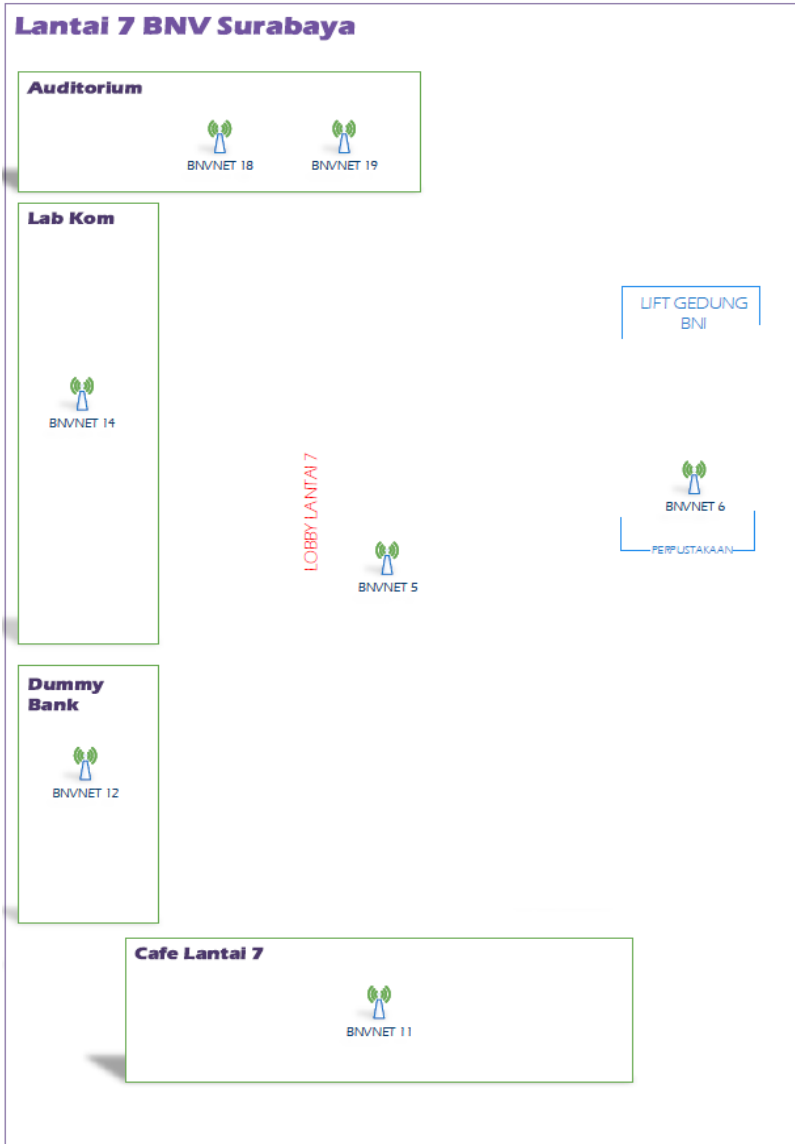 Lantai 7 BNV Surabaya
Auditorium
BNVNET 18
BNVNET 19
Lab Kom
LIFT GEDUNG
BNI
BNVNET 14
LOBBY LANTAI 7
BNVNET 6
PERPUSTAKAAN
BNVNET 5
Dummy
Bank
BNVNET 12
Cafe Lantai 7
BNVNET 11